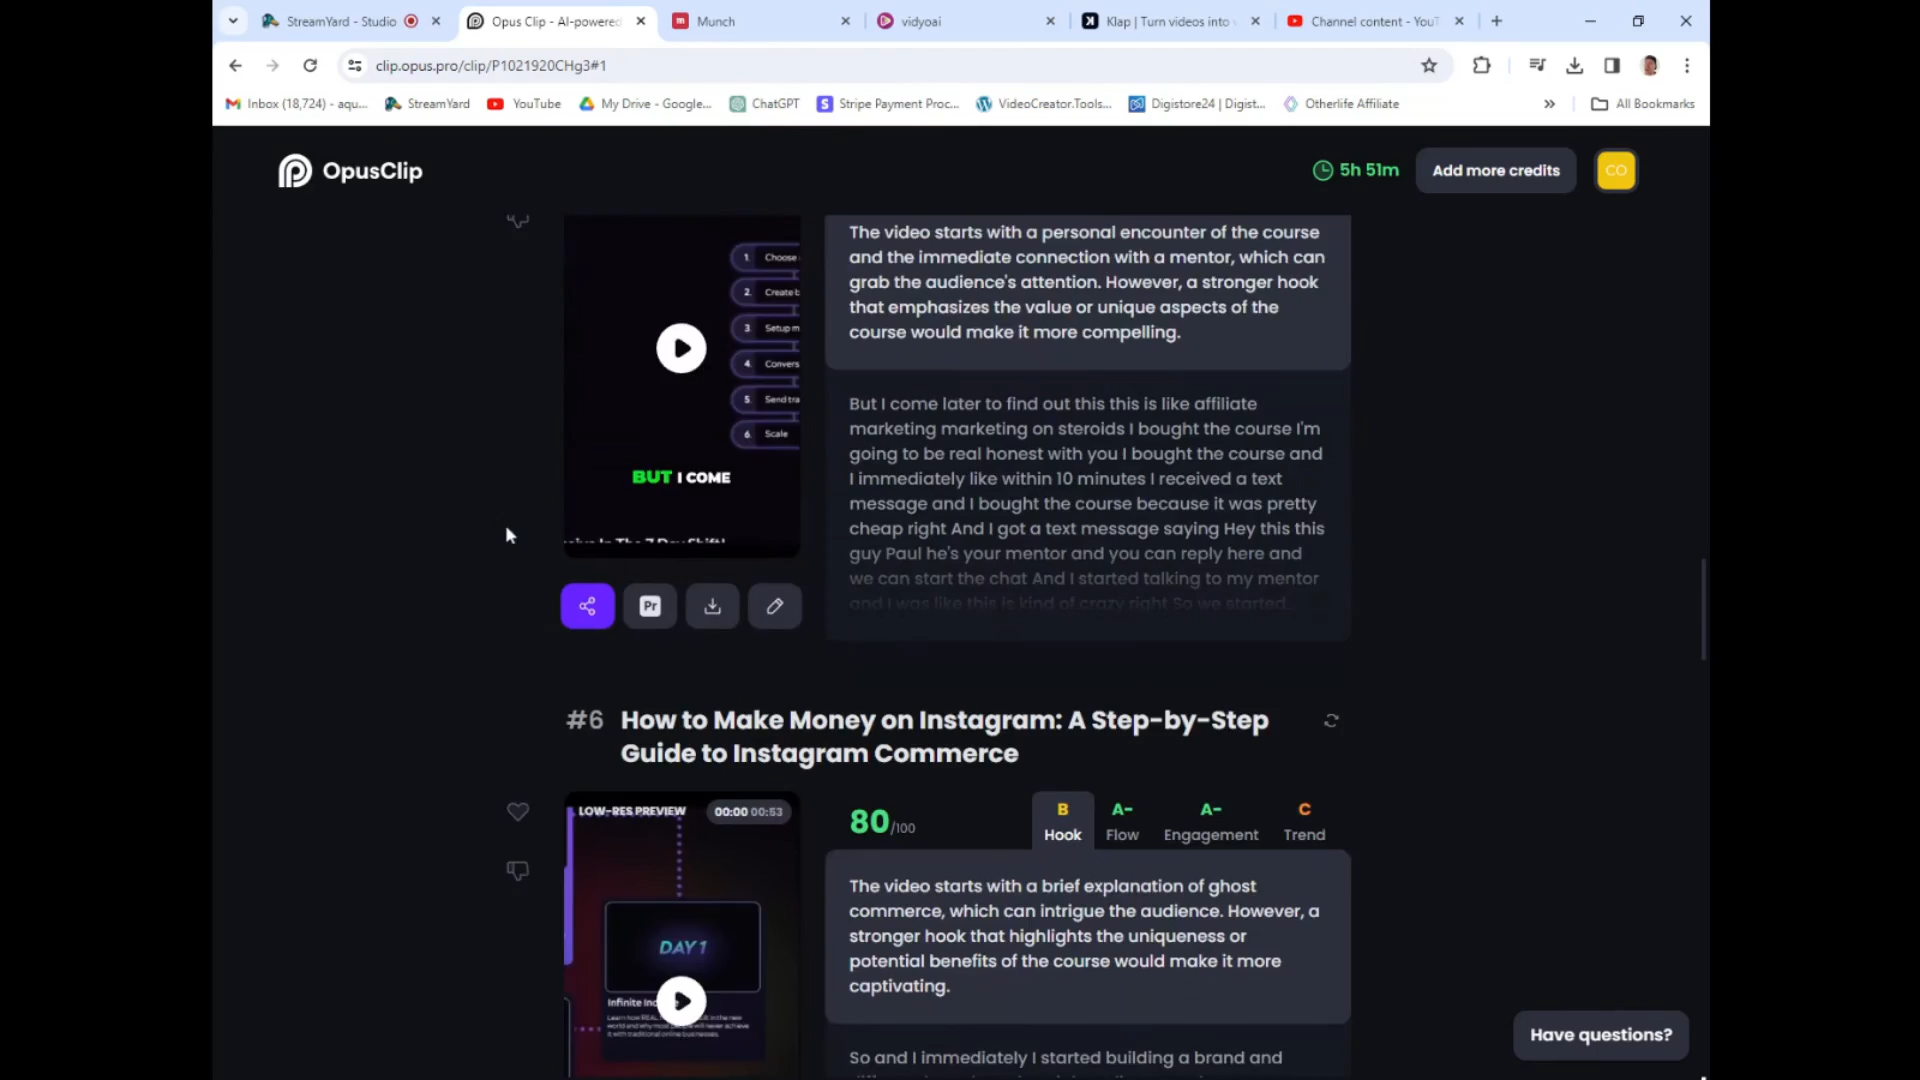 StreamYard - Studio
Opus Clip - AI-powered
Munch
vidyoai
Klap | Turn videos into
Channel content - YouT
clip.opus.pro/clip/P1021920CHg3#1
Inbox (18,724) - aqu...
StreamYard
YouTube
My Drive - Google...
ChatGPT
Stripe Payment Proc...
VideoCreator.Tools...
Digistore24 | Digist...
Otherlife Affiliate
All Bookmarks
OpusClip
5h 51m
Add more credits
CO
The video starts with a personal encounter of the course
and the immediate connection with a mentor, which can
grab the audience's attention. However, a stronger hook
that emphasizes the value or unique aspects of the
course would make it more compelling.
1. Choose
2. Create b
3. Setup m
4. Convers
5. Send tra
6. Scale
BUT I COME
But I come later to find out this this is like affiliate
marketing marketing on steroids I bought the course I'm
going to be real honest with you I bought the course and
I immediately like within 10 minutes I received a text
message and I bought the course because it was pretty
cheap right And I got a text message saying Hey this this
guy Paul he's your mentor and you can reply here and
we can start the chat And I started talking to my mentor
and I was like this is kind of crazy right So we started
Pr
#6 How to Make Money on Instagram: A Step-by-Step
Guide to Instagram Commerce
LOW-RES PREVIEW
00:00 00:53
DAY 1
80/100
B
Hook
A-
Flow
A-
Engagement
C
Trend
The video starts with a brief explanation of ghost
commerce, which can intrigue the audience. However, a
stronger hook that highlights the uniqueness or
potential benefits of the course would make it more
captivating.
So and I immediately I started building a brand and
Have questions?